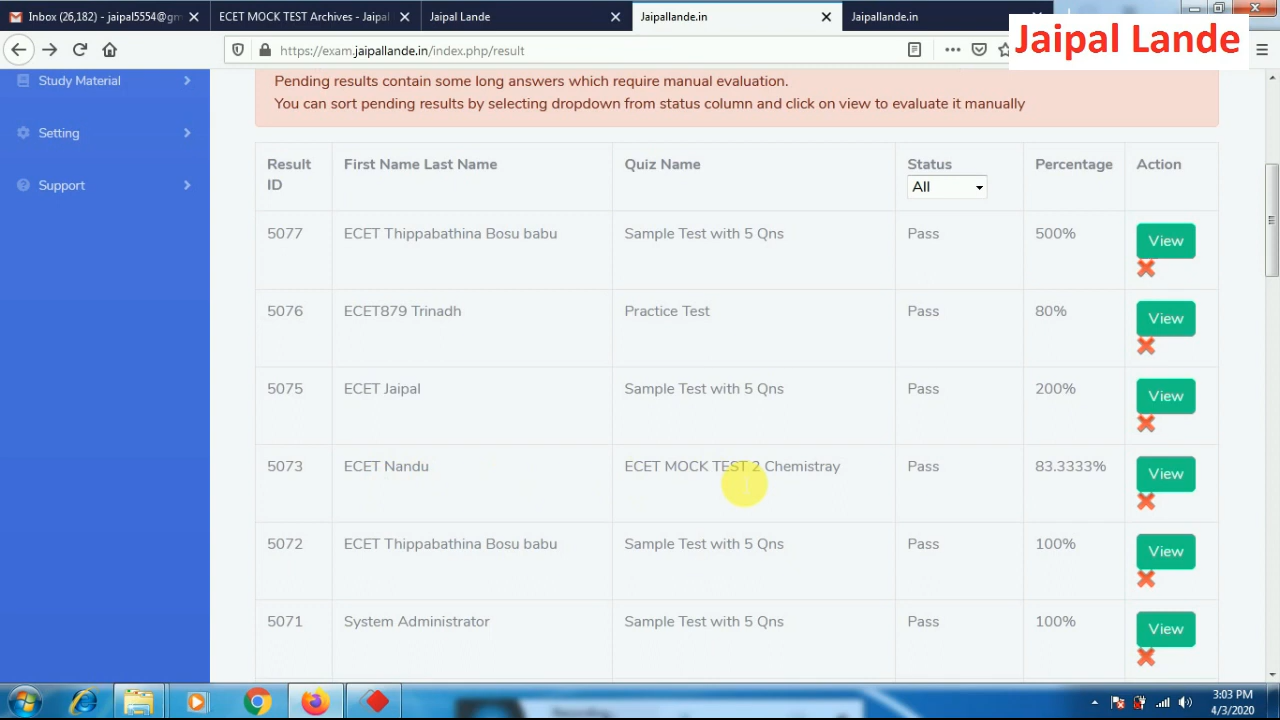 Inbox (26,182) - jaipal5554@gm
ECET MOCK TEST Archives - Jaipal
Jaipal Lande
Jaipallande.in
Jaipallande.in
https://exam.jaipallande.in/index.php/result
Jaipal Lande
Study Material
Setting
Support
Pending results contain some long answers which require manual evaluation.
You can sort pending results by selecting dropdown from status column and click on view to evaluate it manually
Result ID First Name Last Name Quiz Name Status Percentage Action
All
5077 ECET Thippabathina Bosu babu Sample Test with 5 Qns Pass 500% View
5076 ECET879 Trinadh Practice Test Pass 80% View
5075 ECET Jaipal Sample Test with 5 Qns Pass 200% View
5073 ECET Nandu ECET MOCK TEST 2 Chemistray Pass 83.3333% View
5072 ECET Thippabathina Bosu babu Sample Test with 5 Qns Pass 100% View
5071 System Administrator Sample Test with 5 Qns Pass 100% View
3:03 PM
4/3/2020